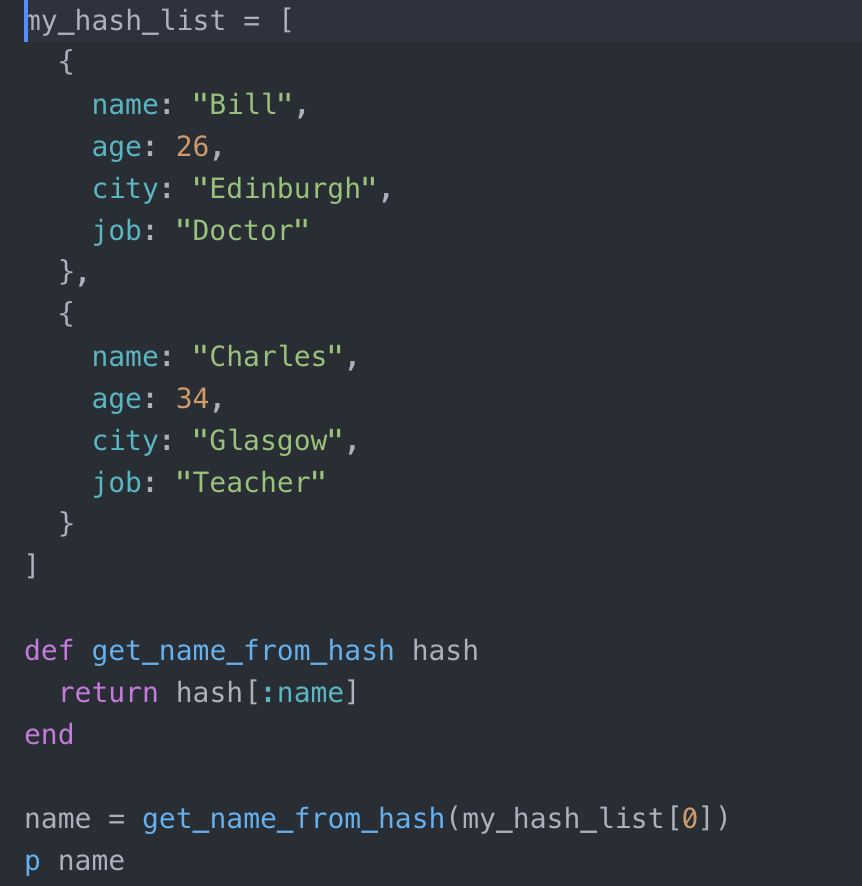 my_hash_list = [
  {
    name: "Bill",
    age: 26,
    city: "Edinburgh",
    job: "Doctor"
  },
  {
    name: "Charles",
    age: 34,
    city: "Glasgow",
    job: "Teacher"
  }
]

def get_name_from_hash hash
  return hash[:name]
end

name = get_name_from_hash(my_hash_list[0])
p name